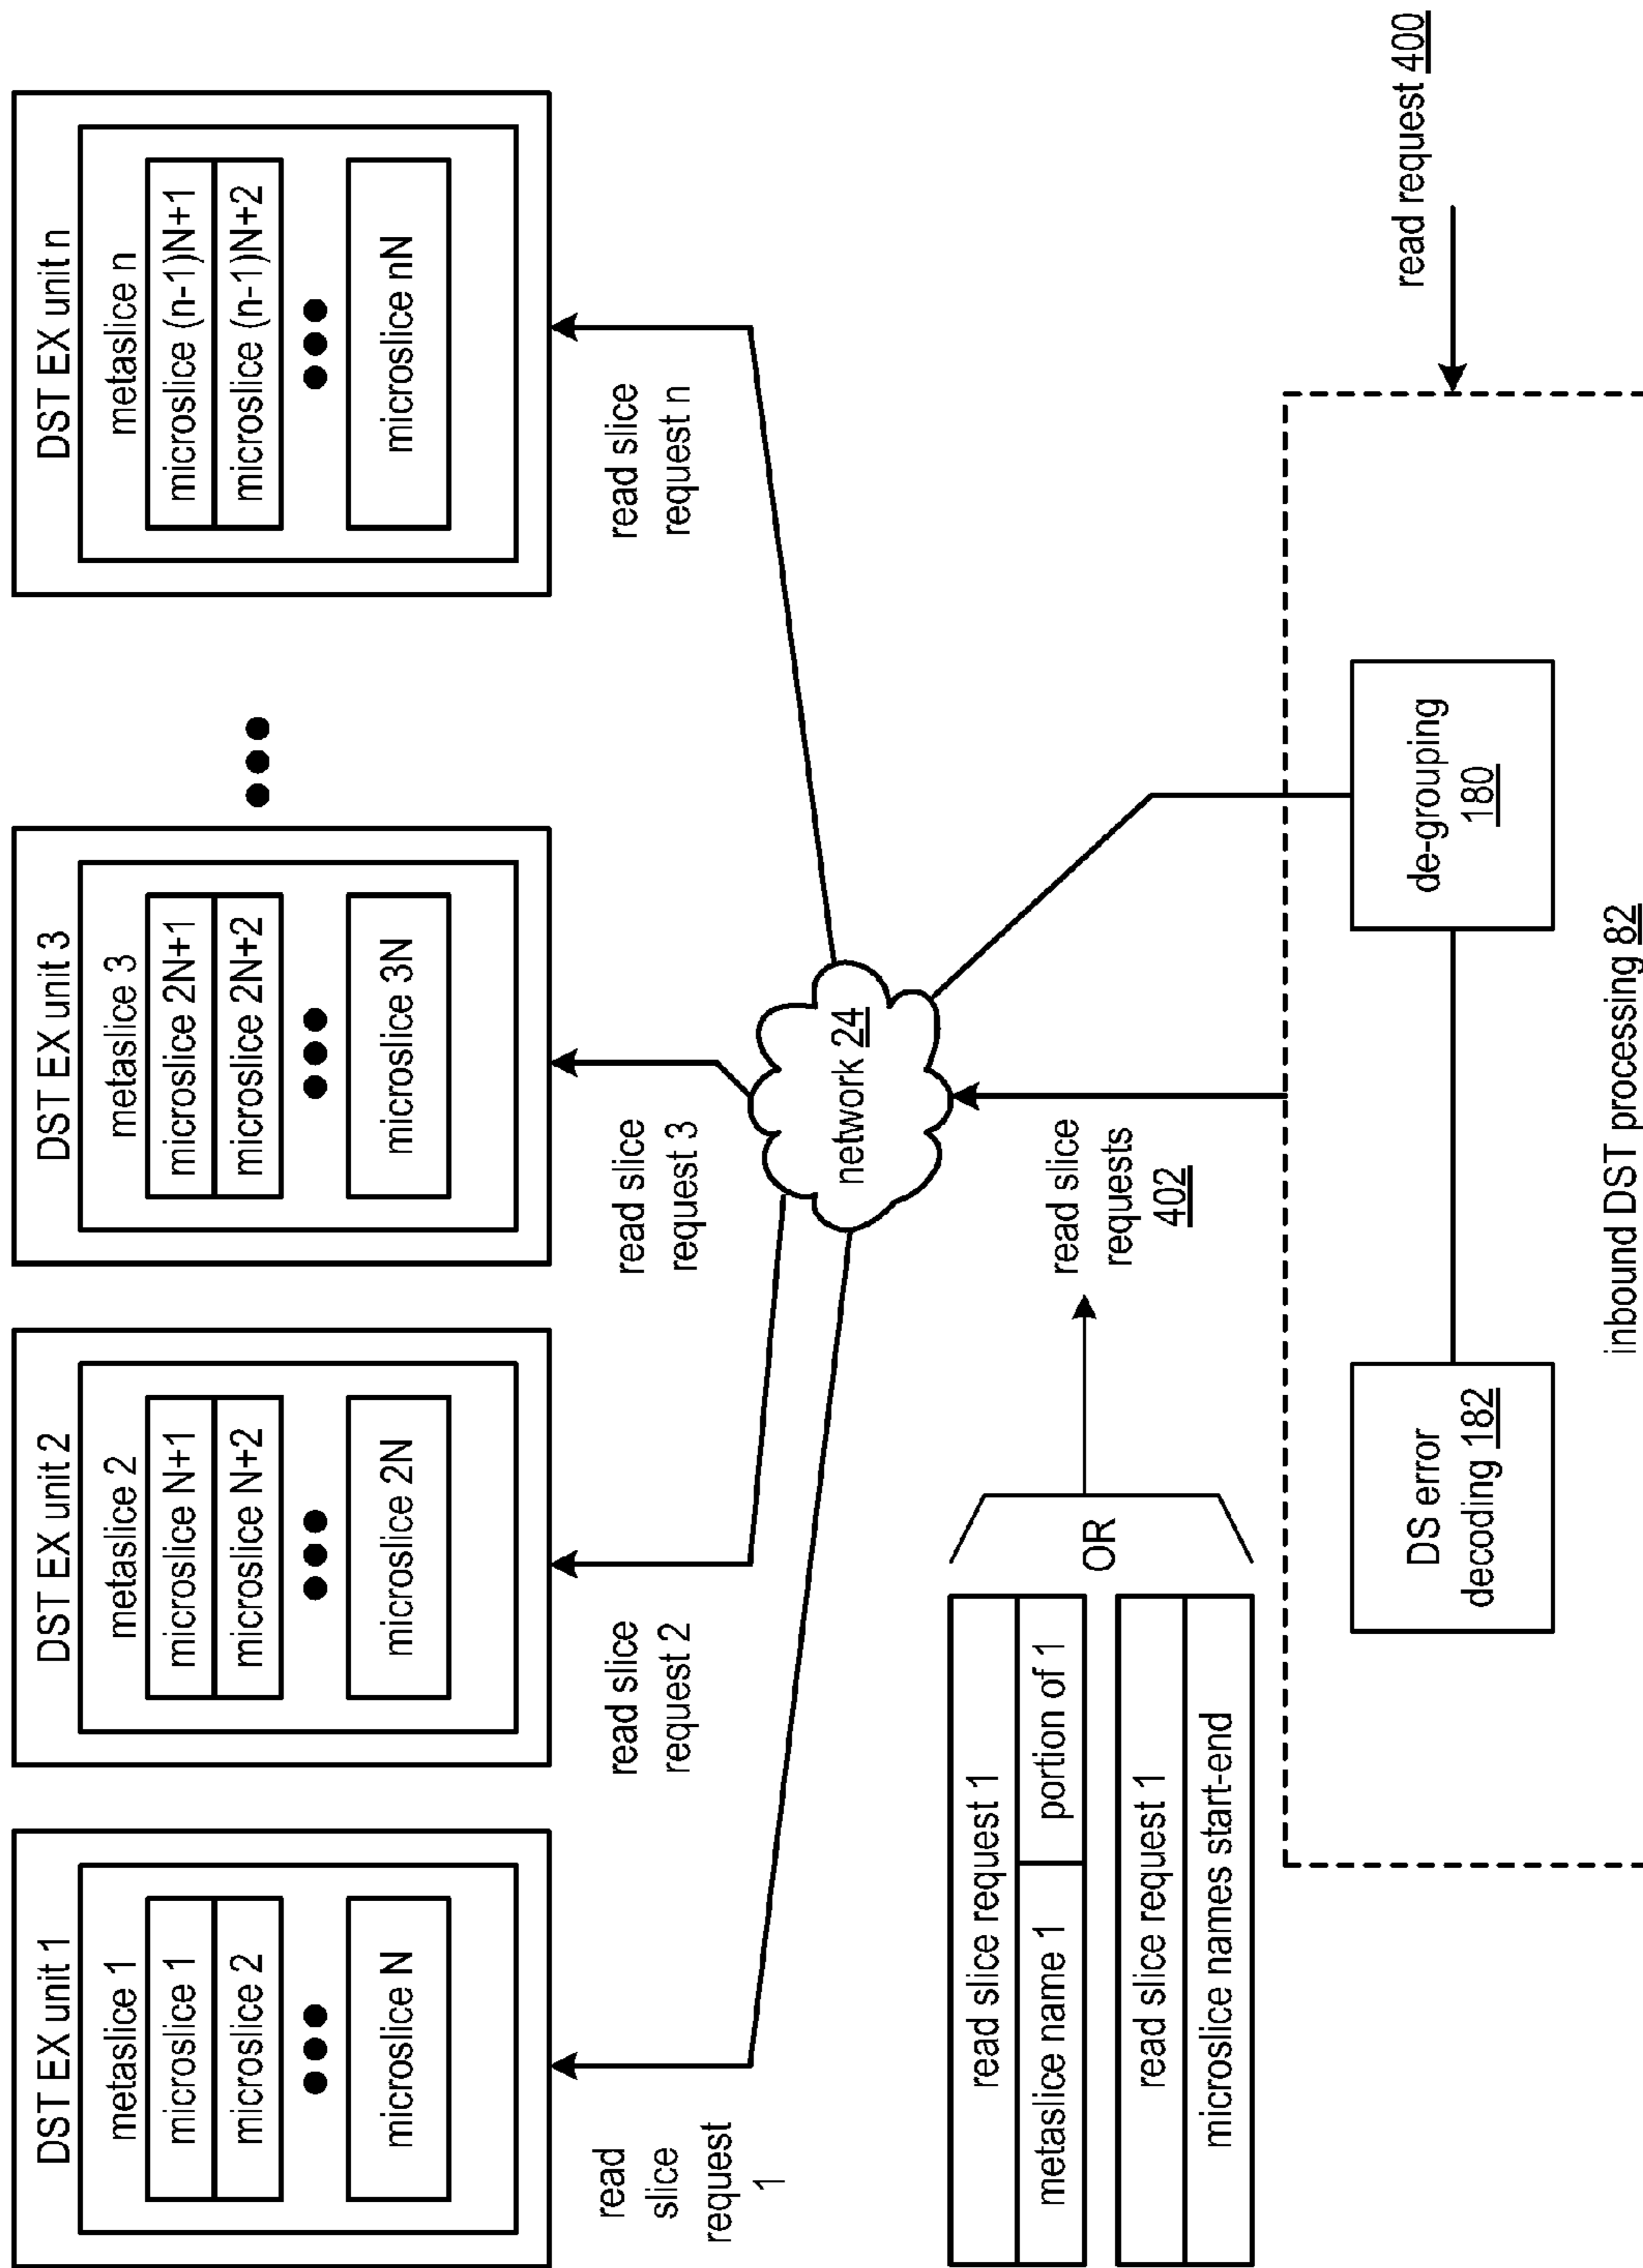 DST EX unit 1
metaslice 1
microslice 1
microslice 2
microslice N
DST EX unit 2
metaslice 2
microslice N+1
microslice N+2
microslice 2N
DST EX unit 3
metaslice 3
microslice 2N+1
microslice 2N+2
microslice 3N
DST EX unit n
metaslice n
microslice (n-1)N+1
microslice (n-1)N+2
microslice nN
read
slice
request
1
read slice
request 2
read slice
request 3
read slice
request n
network 24
read slice request 1
metaslice name 1
portion of 1
OR
read slice request 1
microslice names start-end
read slice
requests
402
read request 400
DS error
decoding 182
de-grouping
180
inbound DST processing 82